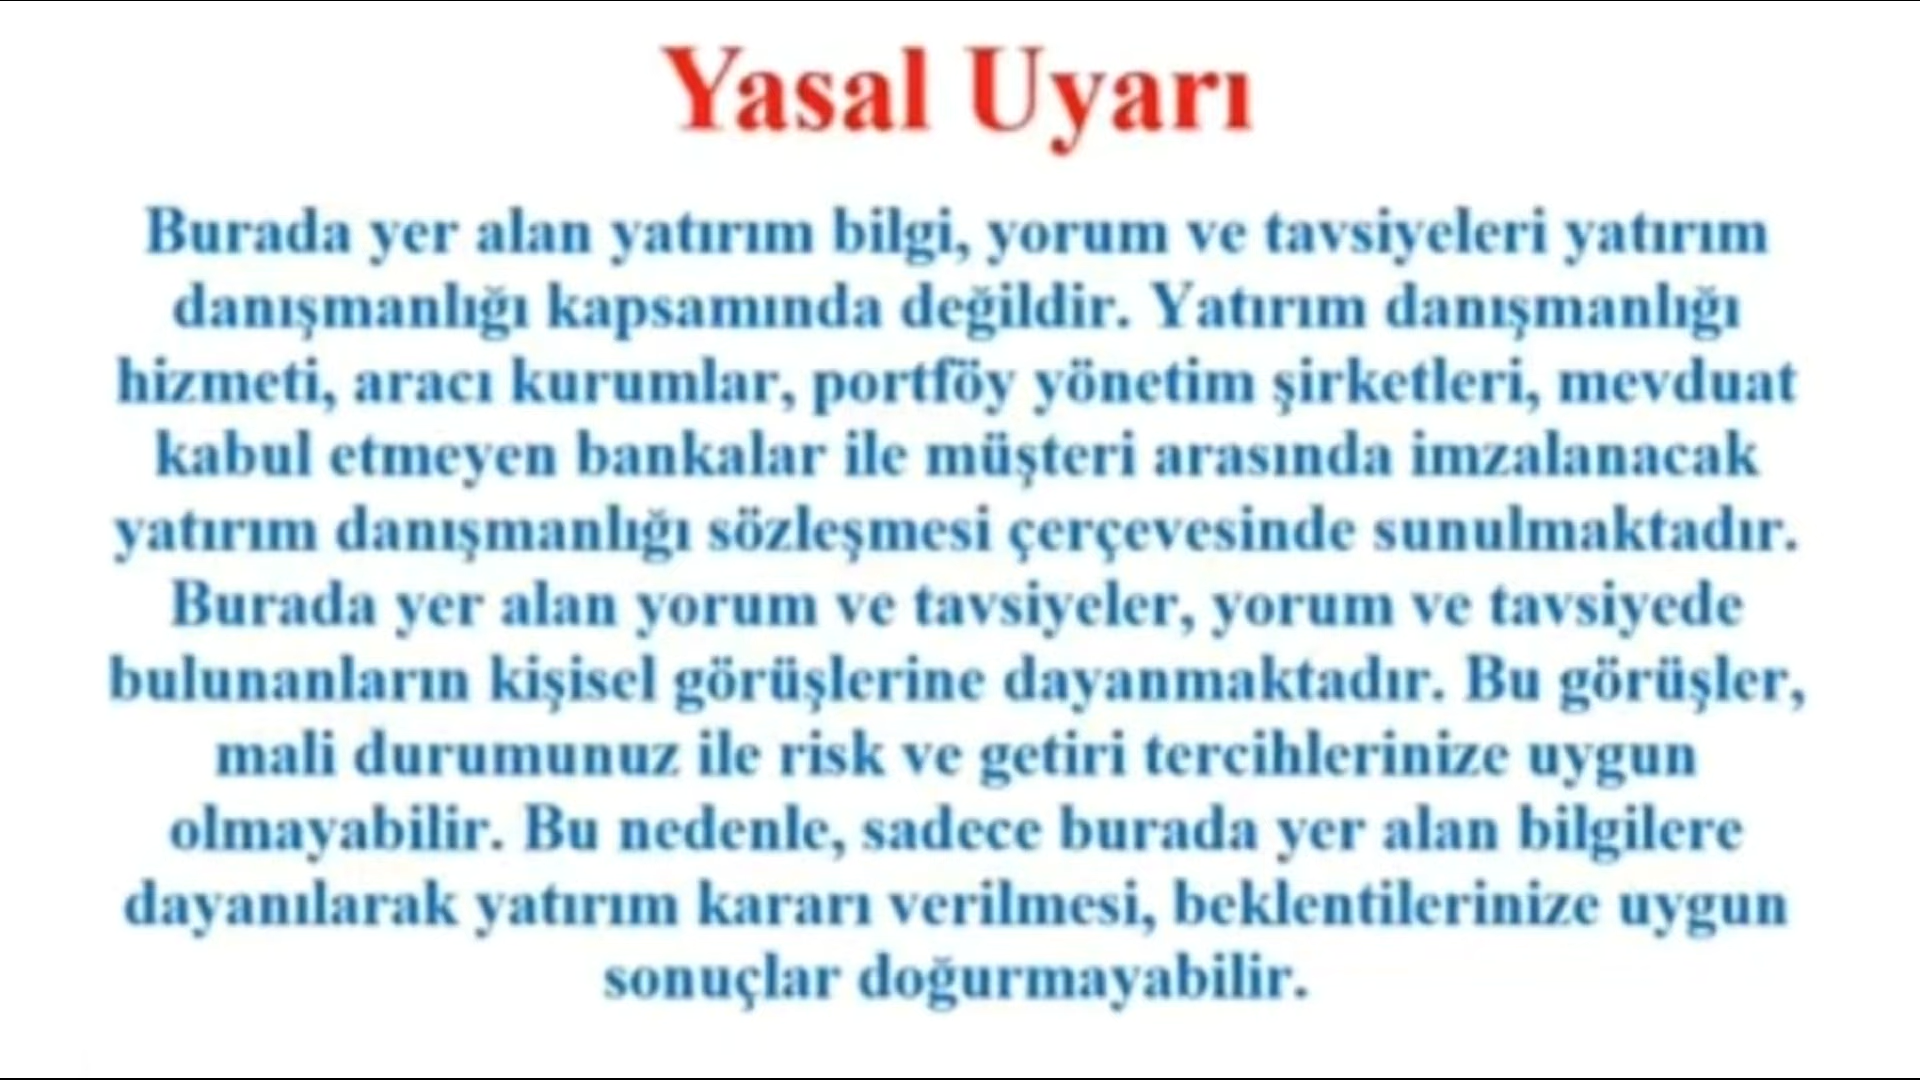 Yasal Uyarı
Burada yer alan yatırım bilgi, yorum ve tavsiyeleri yatırım
danışmanlığı kapsamında değildir. Yatırım danışmanlığı
hizmeti, aracı kurumlar, portföy yönetim şirketleri, mevduat
kabul etmeyen bankalar ile müşteri arasında imzalanacak
yatırım danışmanlığı sözleşmesi çerçevesinde sunulmaktadır.
Burada yer alan yorum ve tavsiyeler, yorum ve tavsiyede
bulunanların kişisel görüşlerine dayanmaktadır. Bu görüşler,
mali durumunuz ile risk ve getiri tercihlerinize uygun
olmayabilir. Bu nedenle, sadece burada yer alan bilgilere
dayanılarak yatırım kararı verilmesi, beklentilerinize uygun
sonuçlar doğurmayabilir.